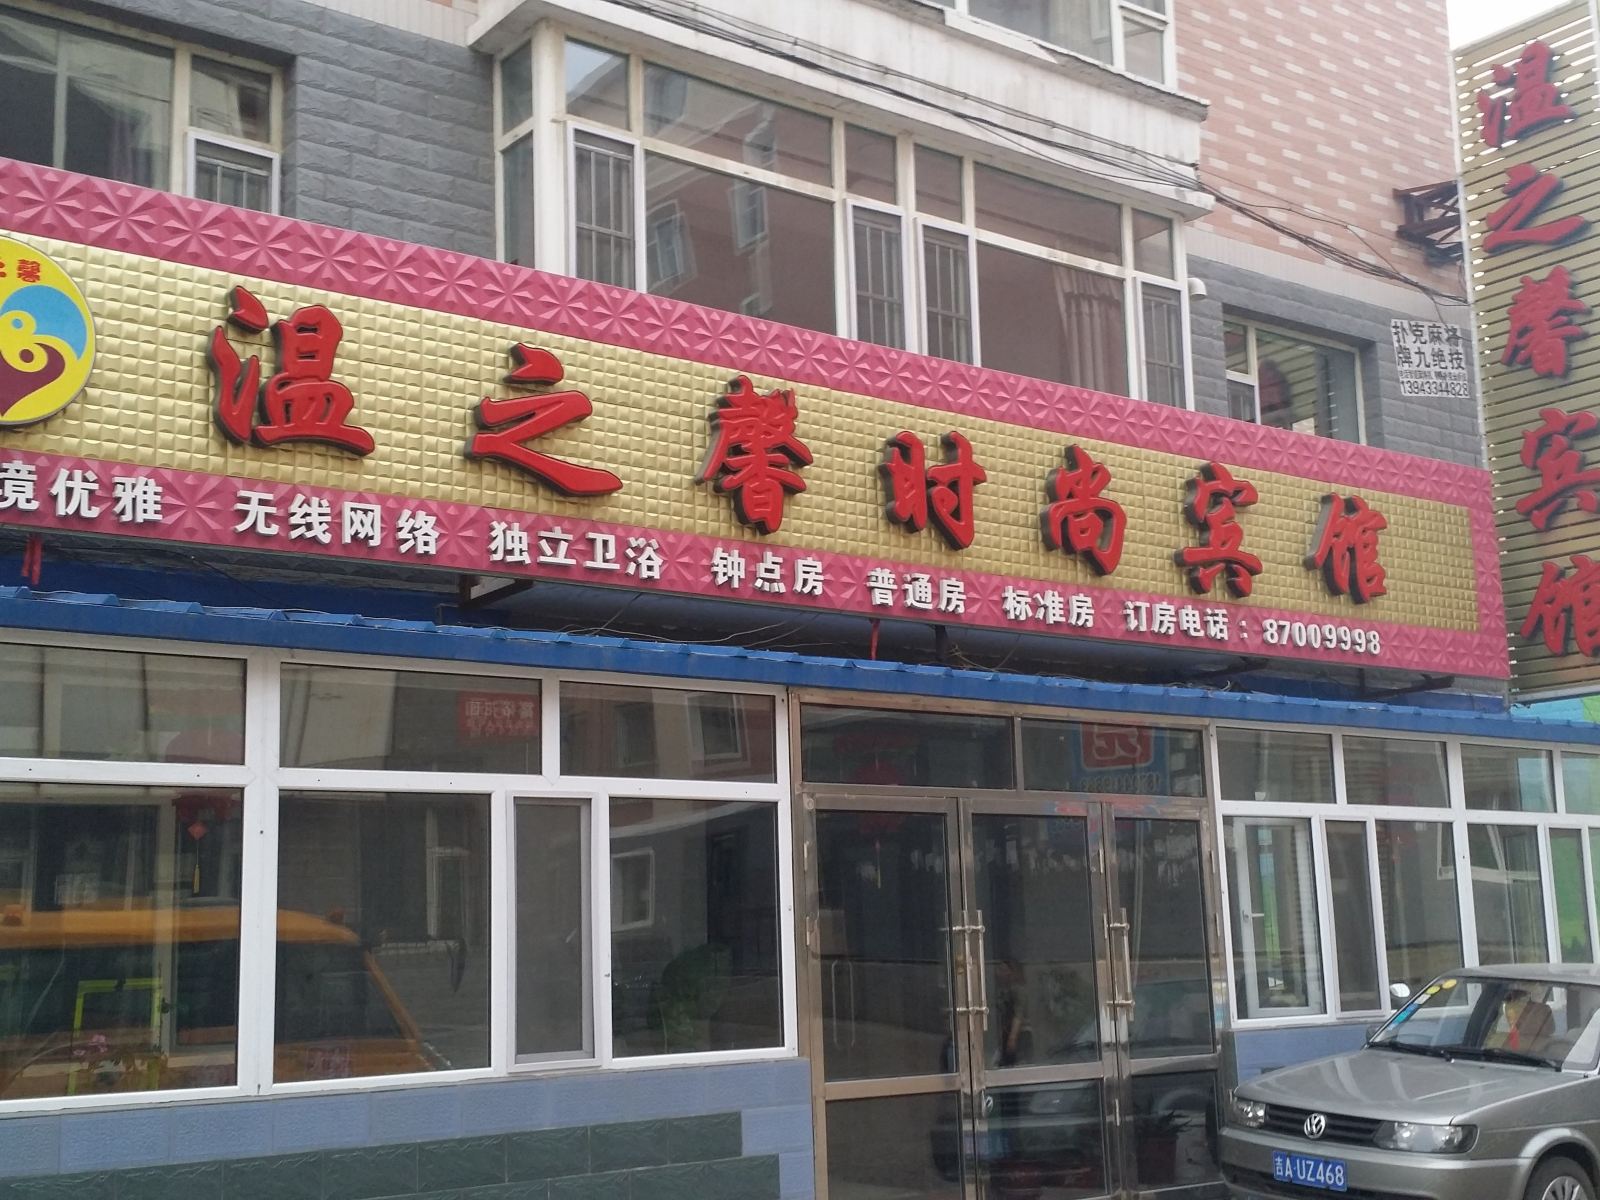 温之馨时尚宾馆
境优雅 无线网络 独立卫浴 钟点房 普通房 标准房 订房电话：87009998
温之馨宾馆
扑克麻将
牌九绝技
13943344828
吉A·UZ468